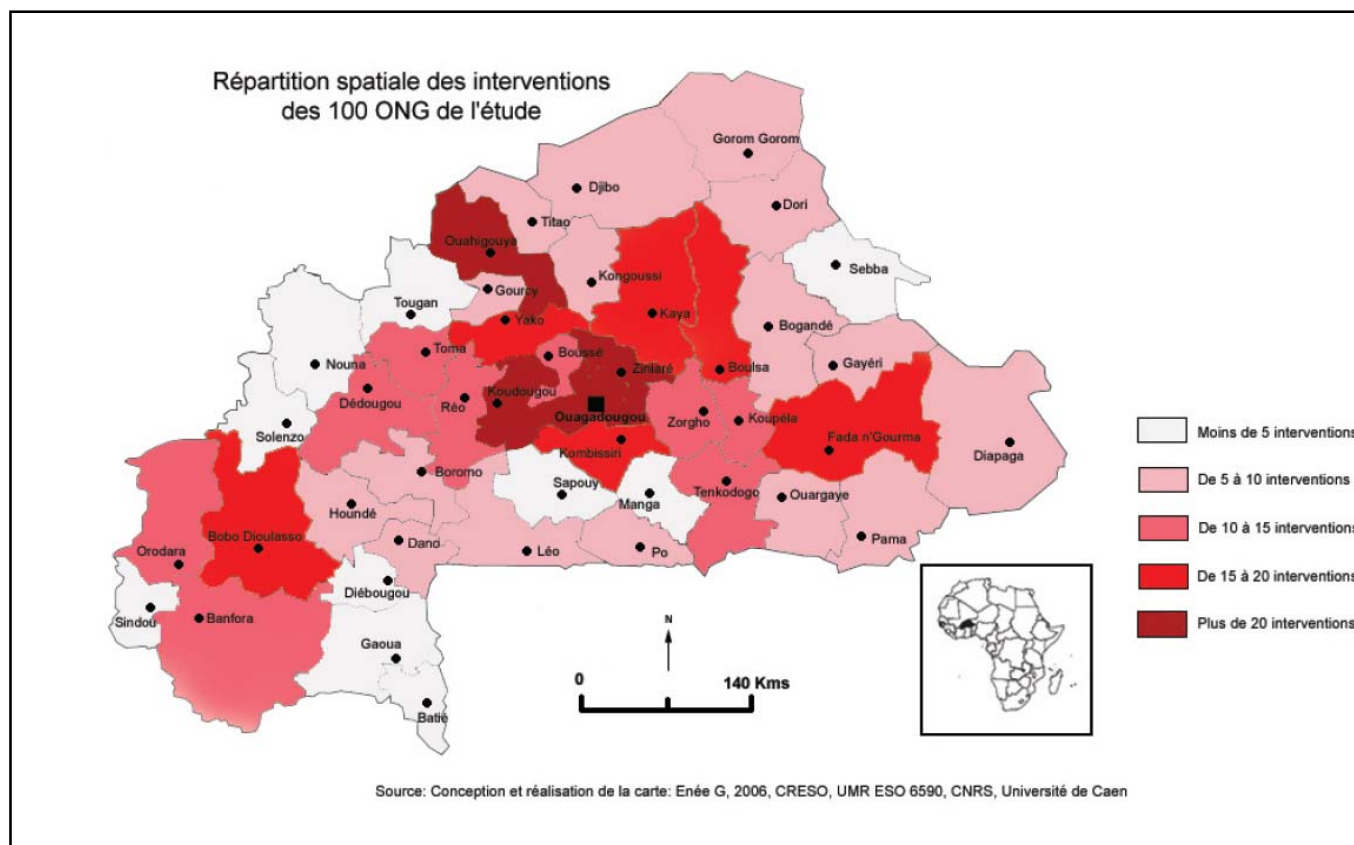 Répartition spatiale des interventions
des 100 ONG de l'étude
Gorom Gorom
Djibo
Dori
Titao
Ouahigouya
Sebba
Kongoussi
Gourcy
Tougan
Kaya
Yako
Bogandé
Toma
Boussé
Nouna
Ziniaré
Boulsa
Gayéri
Koudougou
Dédougou
Réo
Ouagadougou
Zorgho
Koupéla
Solenzo
Fada n'Gourma
Diapaga
Kombissiri
Boromo
Sapouy
Manga
Tenkodogo
Ouargaye
Houndé
Bobo Dioulasso
Dano
Léo
Po
Pama
Orodara
Diébougou
Sindou
Banfora
Gaoua
Batié
Moins de 5 interventions
De 5 à 10 interventions
De 10 à 15 interventions
De 15 à 20 interventions
Plus de 20 interventions
N
0 140 Kms
Source: Conception et réalisation de la carte: Enée G, 2006, CRESO, UMR ESO 6590, CNRS, Université de Caen